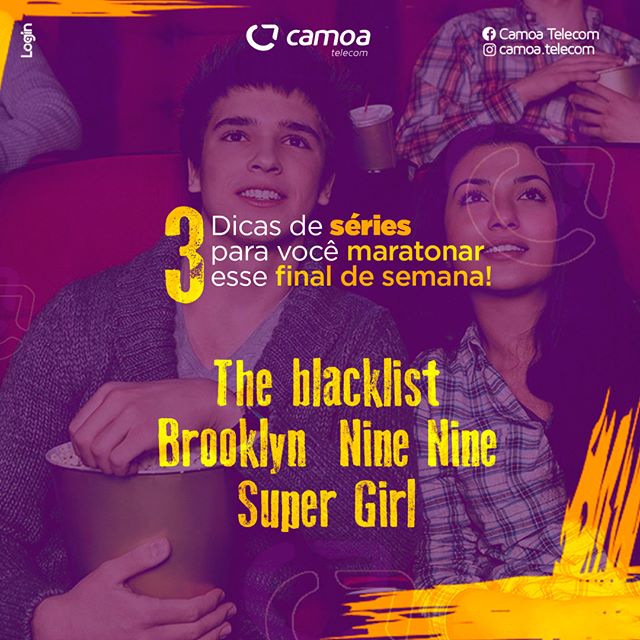 Login
camoa
telecom
Camoa Telecom
camoa.telecom
3 Dicas de séries
para você maratonar
esse final de semana!
The blacklist
Brooklyn Nine Nine
Super Girl